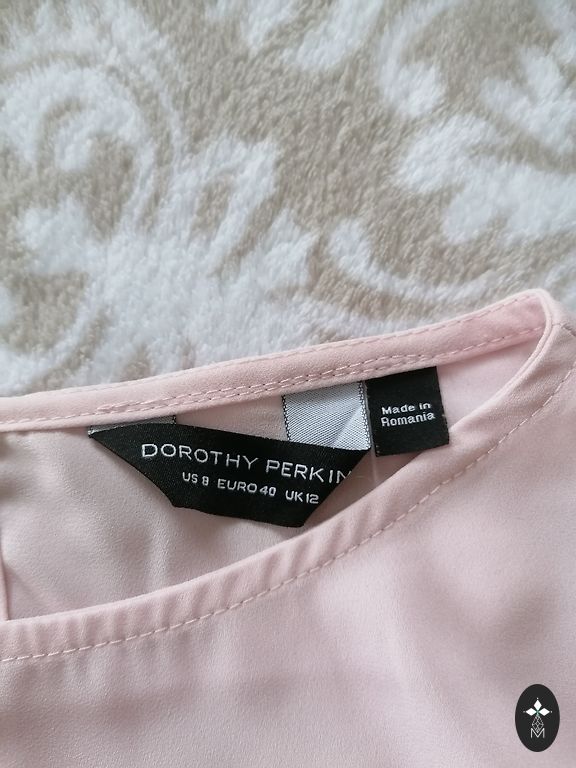 DOROTHY PERKIN
US 8 EURO 40 UK 12
Made in
Romania
M